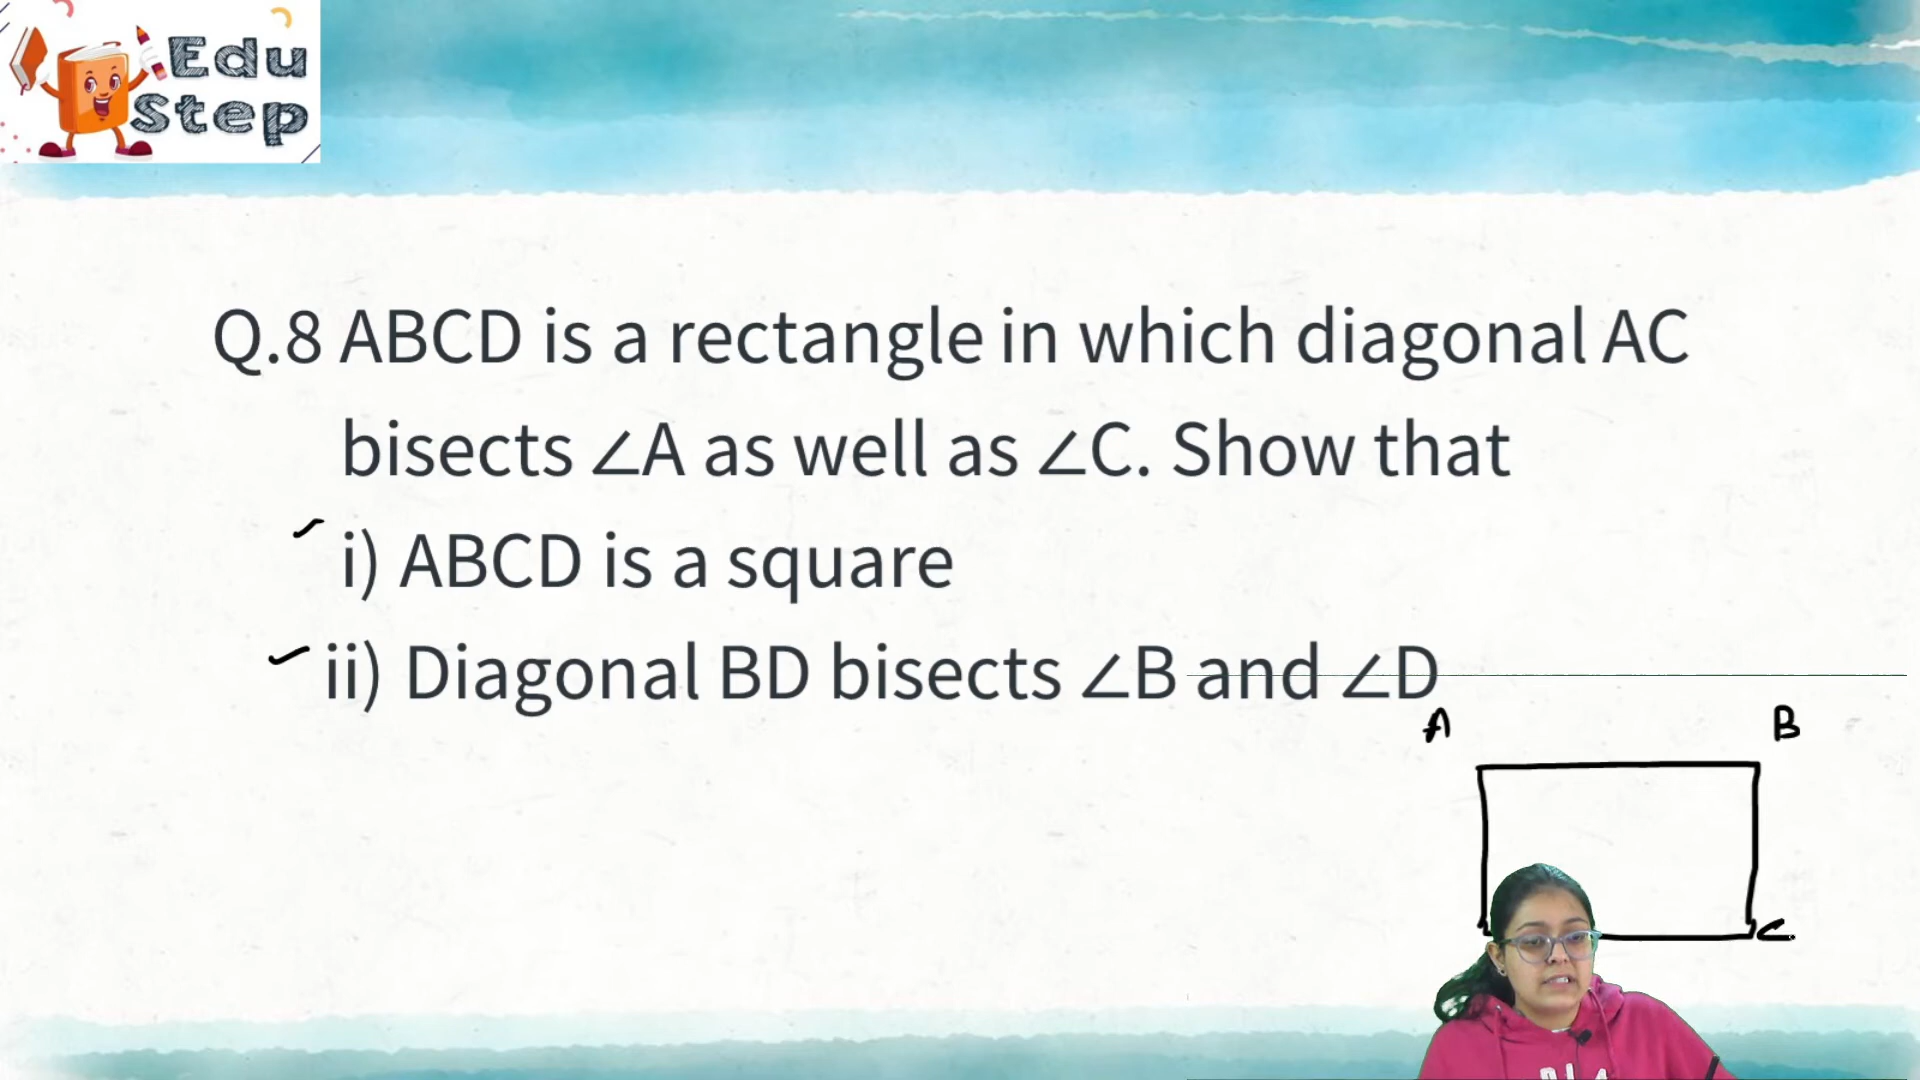 Edu
Step
Q.8 ABCD is a rectangle in which diagonal AC
bisects ∠A as well as ∠C. Show that
i) ABCD is a square
ii) Diagonal BD bisects ∠B and ∠D
A B
C